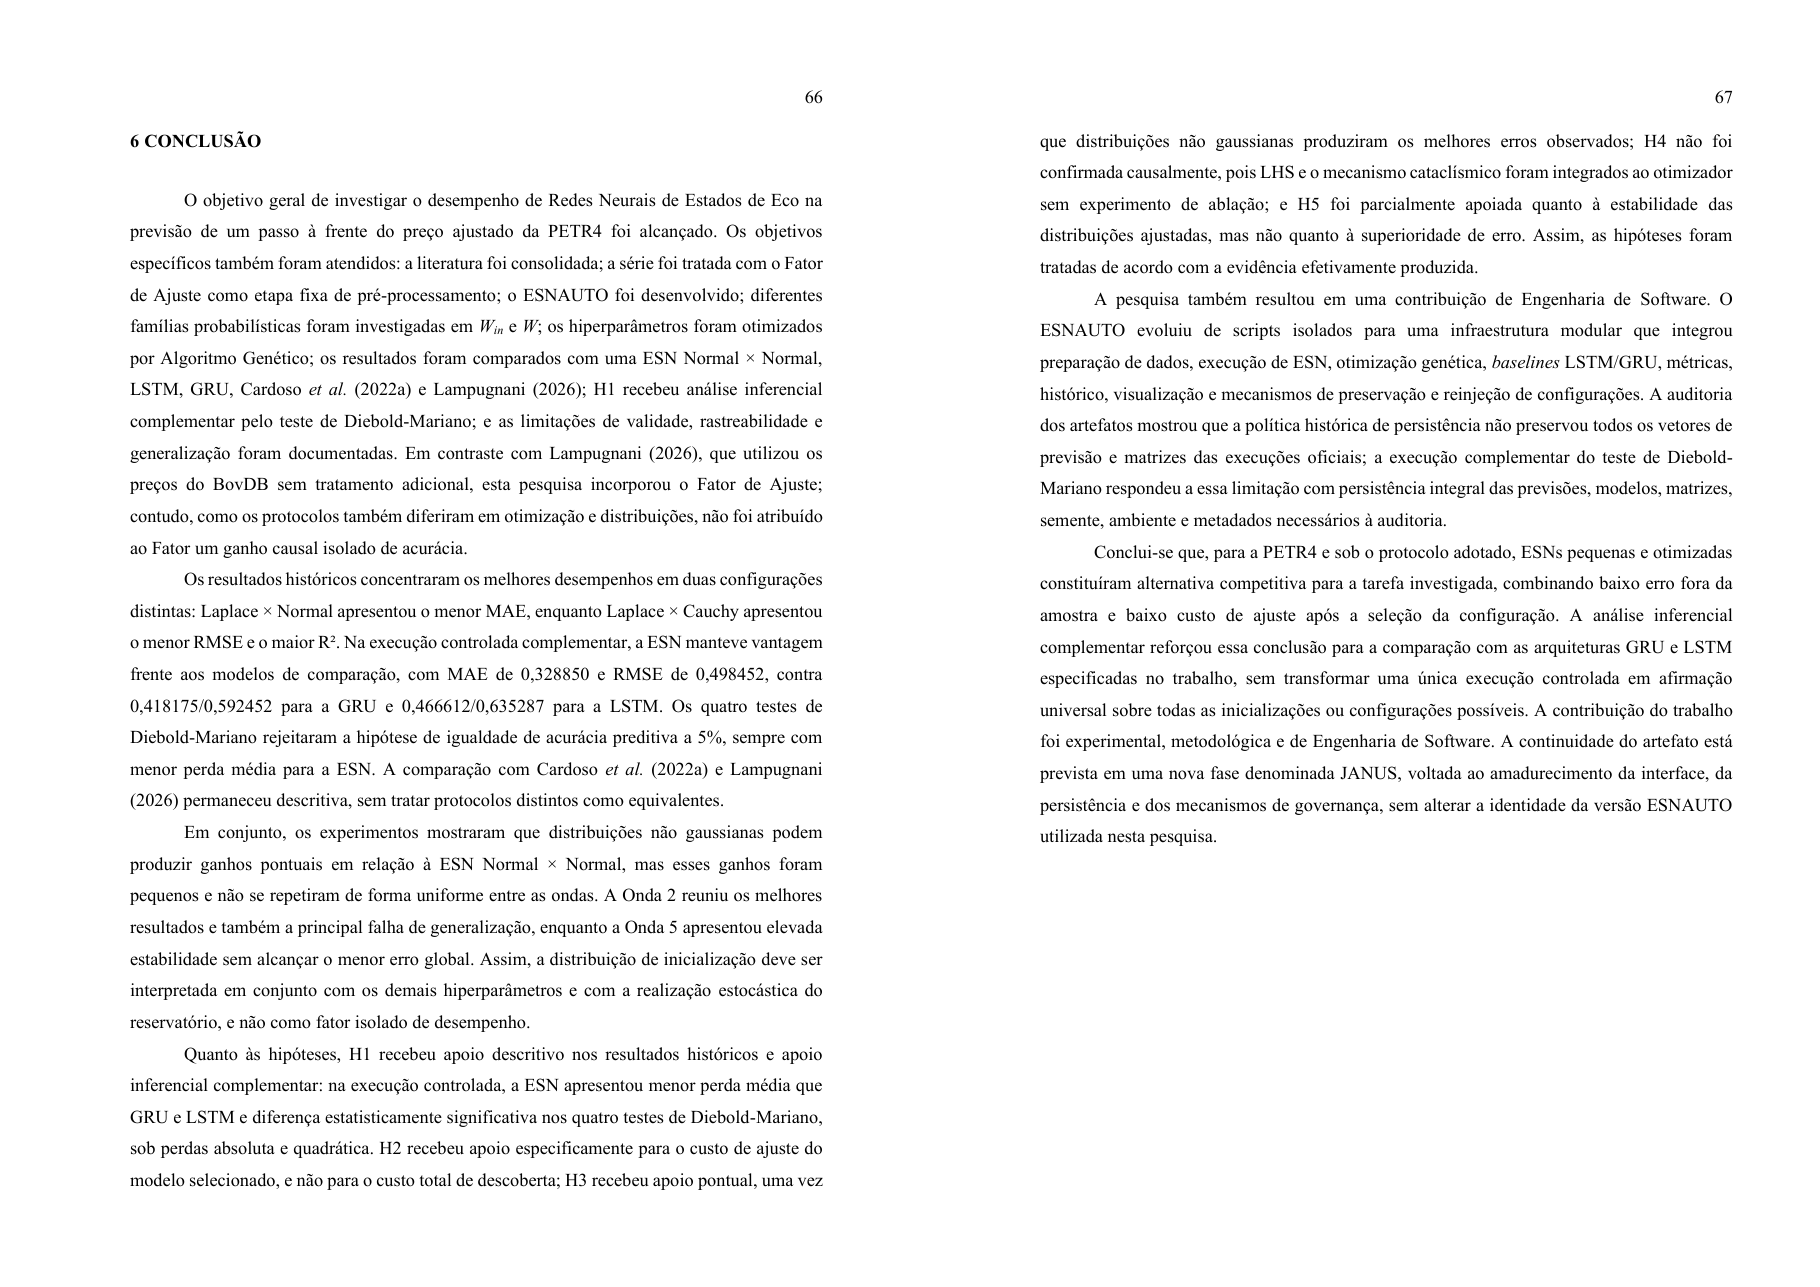 66
6 CONCLUSÃO
O objetivo geral de investigar o desempenho de Redes Neurais de Estados de Eco na
previsão de um passo à frente do preço ajustado da PETR4 foi alcançado. Os objetivos
específicos também foram atendidos: a literatura foi consolidada; a série foi tratada com o Fator
de Ajuste como etapa fixa de pré-processamento; o ESNAUTO foi desenvolvido; diferentes
famílias probabilísticas foram investigadas em Win e W; os hiperparâmetros foram otimizados
por Algoritmo Genético; os resultados foram comparados com uma ESN Normal × Normal,
LSTM, GRU, Cardoso et al. (2022a) e Lampugnani (2026); H1 recebeu análise inferencial
complementar pelo teste de Diebold-Mariano; e as limitações de validade, rastreabilidade e
generalização foram documentadas. Em contraste com Lampugnani (2026), que utilizou os
preços do BovDB sem tratamento adicional, esta pesquisa incorporou o Fator de Ajuste;
contudo, como os protocolos também diferiram em otimização e distribuições, não foi atribuído
ao Fator um ganho causal isolado de acurácia.
Os resultados históricos concentraram os melhores desempenhos em duas configurações
distintas: Laplace × Normal apresentou o menor MAE, enquanto Laplace × Cauchy apresentou
o menor RMSE e o maior R². Na execução controlada complementar, a ESN manteve vantagem
frente aos modelos de comparação, com MAE de 0,328850 e RMSE de 0,498452, contra
0,418175/0,592452 para a GRU e 0,466612/0,635287 para a LSTM. Os quatro testes de
Diebold-Mariano rejeitaram a hipótese de igualdade de acurácia preditiva a 5%, sempre com
menor perda média para a ESN. A comparação com Cardoso et al. (2022a) e Lampugnani
(2026) permaneceu descritiva, sem tratar protocolos distintos como equivalentes.
Em conjunto, os experimentos mostraram que distribuições não gaussianas podem
produzir ganhos pontuais em relação à ESN Normal × Normal, mas esses ganhos foram
pequenos e não se repetiram de forma uniforme entre as ondas. A Onda 2 reuniu os melhores
resultados e também a principal falha de generalização, enquanto a Onda 5 apresentou elevada
estabilidade sem alcançar o menor erro global. Assim, a distribuição de inicialização deve ser
interpretada em conjunto com os demais hiperparâmetros e com a realização estocástica do
reservatório, e não como fator isolado de desempenho.
Quanto às hipóteses, H1 recebeu apoio descritivo nos resultados históricos e apoio
inferencial complementar: na execução controlada, a ESN apresentou menor perda média que
GRU e LSTM e diferença estatisticamente significativa nos quatro testes de Diebold-Mariano,
sob perdas absoluta e quadrática. H2 recebeu apoio especificamente para o custo de ajuste do
modelo selecionado, e não para o custo total de descoberta; H3 recebeu apoio pontual, uma vez
67
que distribuições não gaussianas produziram os melhores erros observados; H4 não foi
confirmada causalmente, pois LHS e o mecanismo cataclísmico foram integrados ao otimizador
sem experimento de ablação; e H5 foi parcialmente apoiada quanto à estabilidade das
distribuições ajustadas, mas não quanto à superioridade de erro. Assim, as hipóteses foram
tratadas de acordo com a evidência efetivamente produzida.
A pesquisa também resultou em uma contribuição de Engenharia de Software. O
ESNAUTO evoluiu de scripts isolados para uma infraestrutura modular que integrou
preparação de dados, execução de ESN, otimização genética, baselines LSTM/GRU, métricas,
histórico, visualização e mecanismos de preservação e reinjeção de configurações. A auditoria
dos artefatos mostrou que a política histórica de persistência não preservou todos os vetores de
previsão e matrizes das execuções oficiais; a execução complementar do teste de Diebold-
Mariano respondeu a essa limitação com persistência integral das previsões, modelos, matrizes,
semente, ambiente e metadados necessários à auditoria.
Conclui-se que, para a PETR4 e sob o protocolo adotado, ESNs pequenas e otimizadas
constituíram alternativa competitiva para a tarefa investigada, combinando baixo erro fora da
amostra e baixo custo de ajuste após a seleção da configuração. A análise inferencial
complementar reforçou essa conclusão para a comparação com as arquiteturas GRU e LSTM
especificadas no trabalho, sem transformar uma única execução controlada em afirmação
universal sobre todas as inicializações ou configurações possíveis. A contribuição do trabalho
foi experimental, metodológica e de Engenharia de Software. A continuidade do artefato está
prevista em uma nova fase denominada JANUS, voltada ao amadurecimento da interface, da
persistência e dos mecanismos de governança, sem alterar a identidade da versão ESNAUTO
utilizada nesta pesquisa.